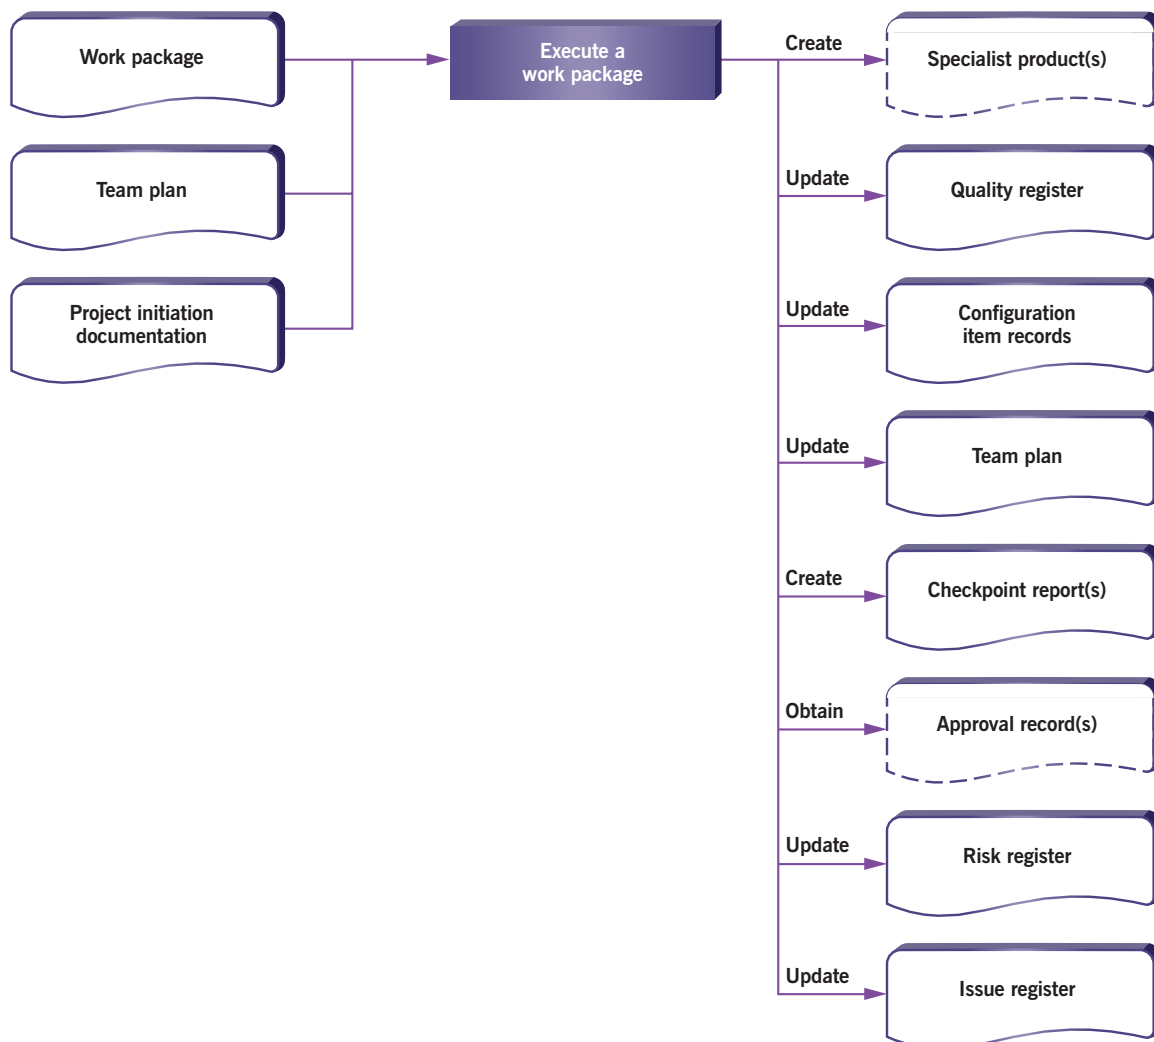 Work package
Team plan
Project initiation
documentation
Execute a
work package
Create
Specialist product(s)
Update
Quality register
Update
Configuration
item records
Update
Team plan
Create
Checkpoint report(s)
Obtain
Approval record(s)
Update
Risk register
Update
Issue register